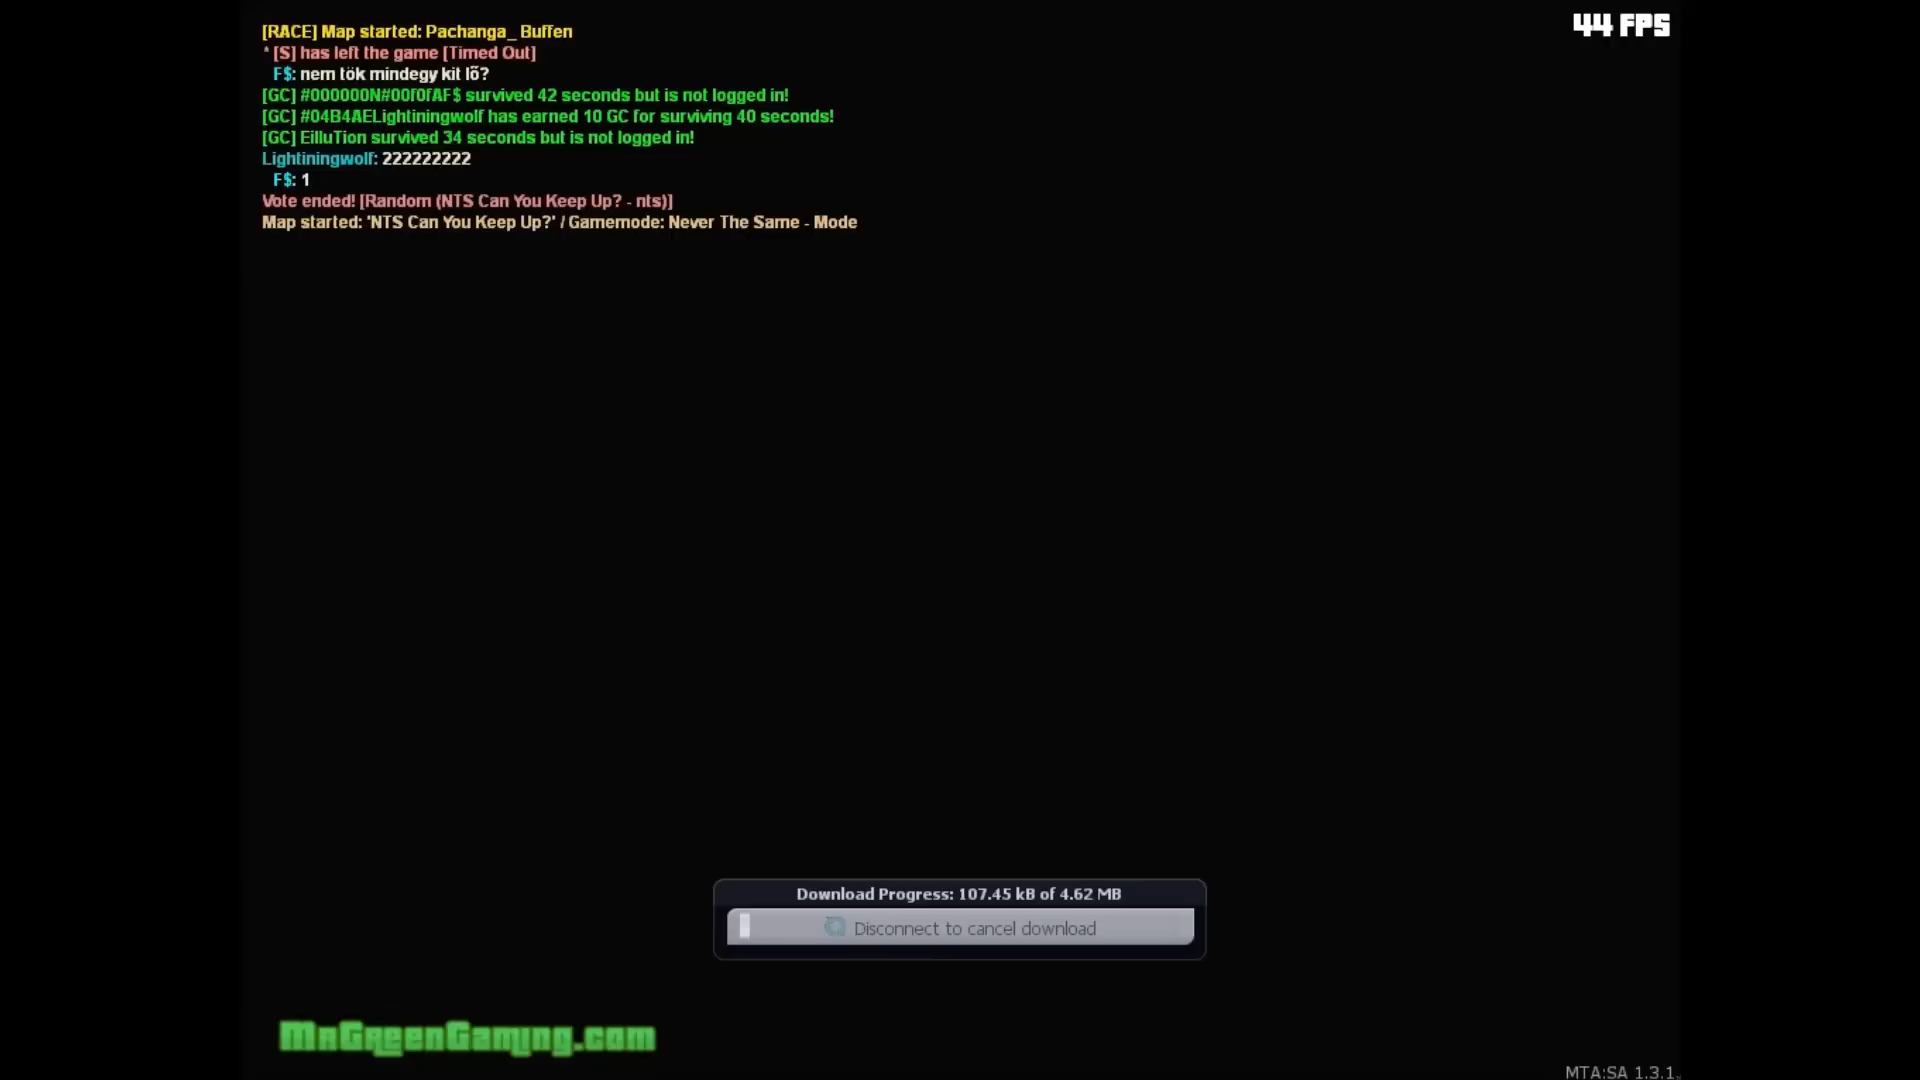 [RACE] Map started: Pachanga_ Buffen
44 FPS
* [S] has left the game [Timed Out]
F$: nem tök mindegy kit lő?
[GC] #000000N#00f0fAF$ survived 42 seconds but is not logged in!
[GC] #04B4AELightiningwolf has earned 10 GC for surviving 40 seconds!
[GC] EilluTion survived 34 seconds but is not logged in!
Lightiningwolf: 222222222
F$: 1
Vote ended! [Random (NTS Can You Keep Up? - nts)]
Map started: 'NTS Can You Keep Up?' / Gamemode: Never The Same - Mode
Download Progress: 107.45 kB of 4.62 MB
Disconnect to cancel download
MrGreenGaming.com
MTA:SA 1.3.1